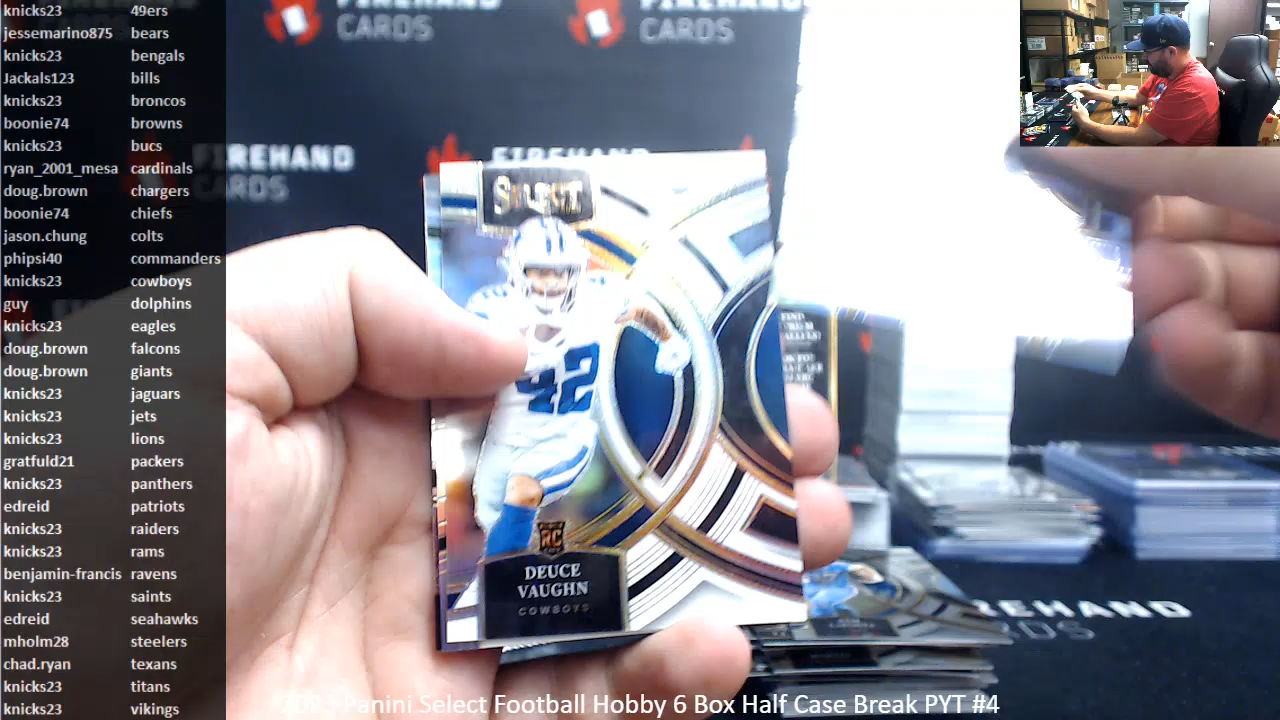 knicks23 49ers
jessemarino875 bears
knicks23 bengals
Jackals123 bills
knicks23 broncos
boonie74 browns
knicks23 bucs
ryan_2001_mesa cardinals
doug.brown chargers
boonie74 chiefs
jason.chung colts
phipsi40 commanders
knicks23 cowboys
guy dolphins
knicks23 eagles
doug.brown falcons
doug.brown giants
knicks23 jaguars
knicks23 jets
knicks23 lions
gratfuld21 packers
knicks23 panthers
edreid patriots
knicks23 raiders
knicks23 rams
benjamin-francis ravens
knicks23 saints
edreid seahawks
mholm28 steelers
chad.ryan texans
knicks23 titans
knicks23 vikings
FIREHAND
CARDS
FIREHAND
CARDS
FIREHAND
CARDS
FIREHAND
SELECT
42
RC
DEUCE
VAUGHN
COWBOYS
FIREHAND
CARDS
2023 Panini Select Football Hobby 6 Box Half Case Break PYT #4